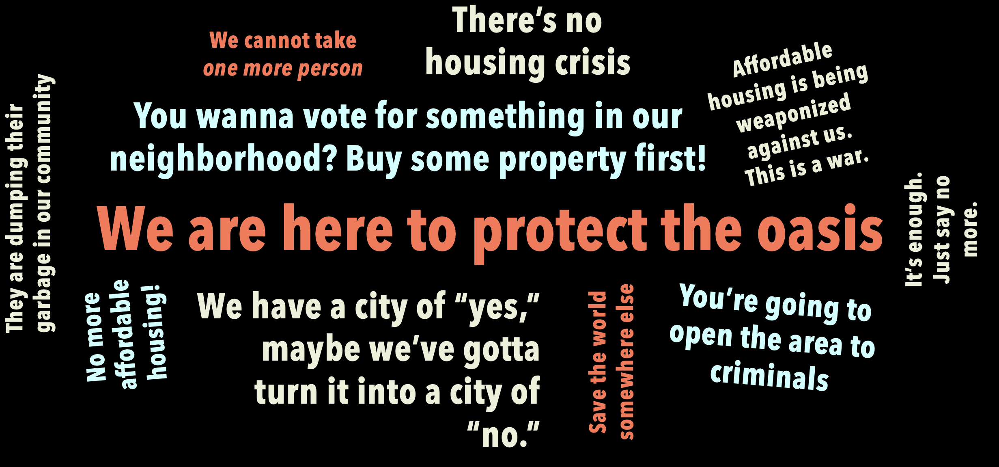 There's no
housing crisis
We cannot take
one more person
Affordable
housing is being
weaponized
against us.
This is a war.
They are dumping their
garbage in our community
You wanna vote for something in our
neighborhood? Buy some property first!
We are here to protect the oasis
It's enough.
Just say no
more.
No more
affordable
housing!
We have a city of "yes,"
maybe we've gotta
turn it into a city of
"no."
Save the world
somewhere else
You're going to
open the area to
criminals